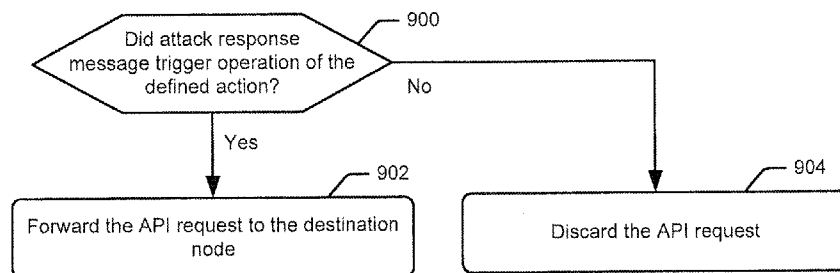 900
Did attack response
message trigger operation of the
defined action?
No
Yes
902
904
Forward the API request to the destination
node
Discard the API request